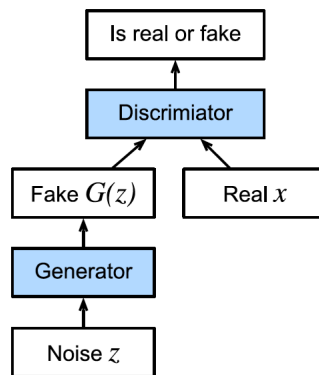 Is real or fake
Discrimiator
Fake G(z)
Real x
Generator
Noise z